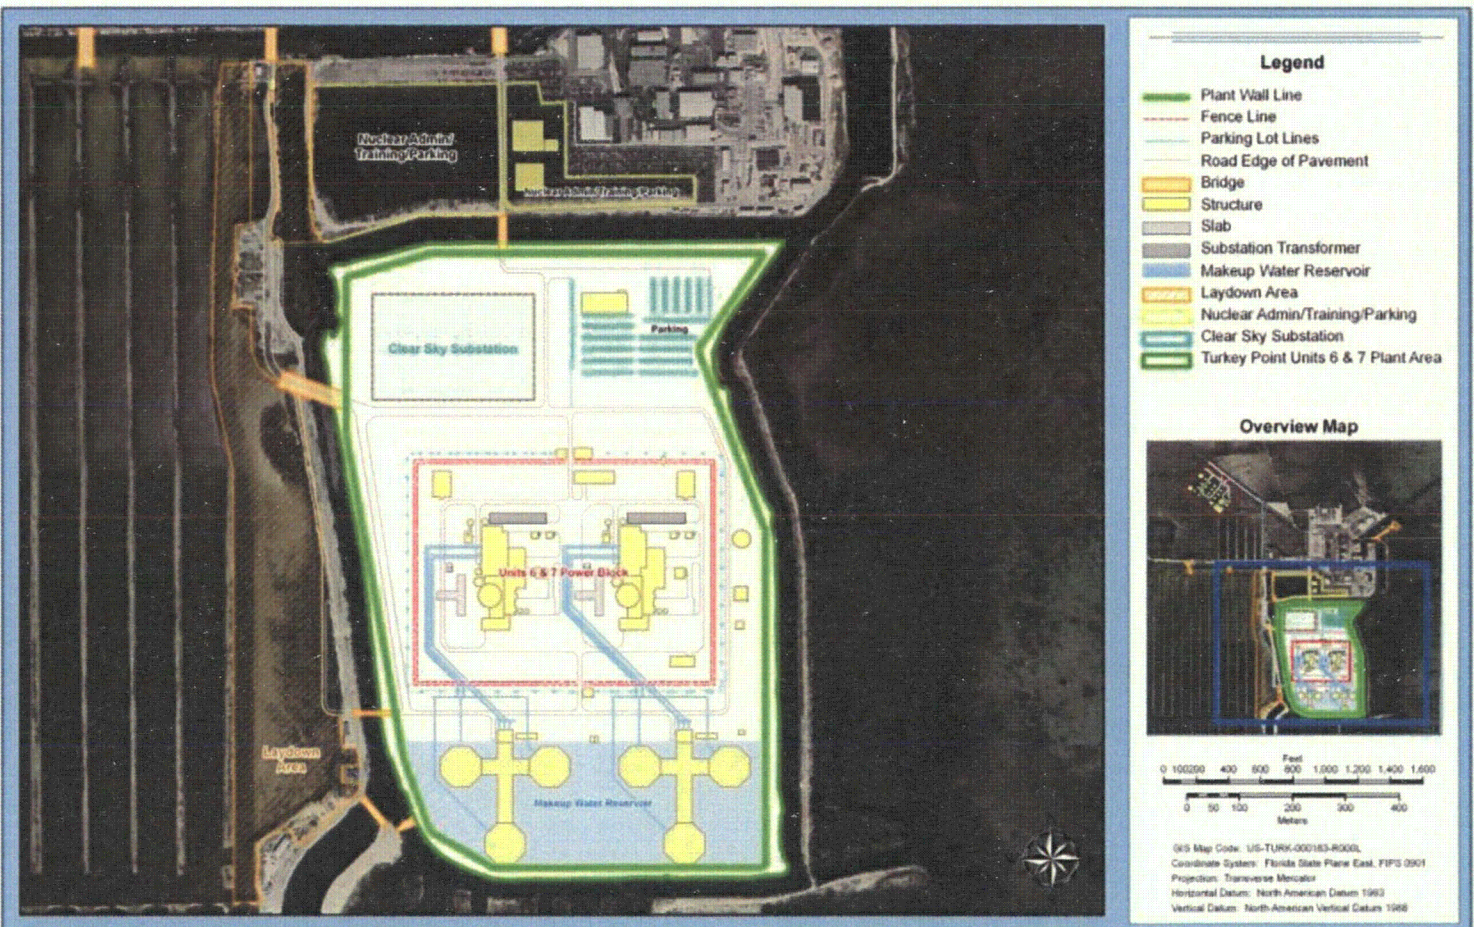 Nuclear Admin/
Training/Parking
Nuclear Admin/Training/Parking
Clear Sky Substation
Parking
Units 6 & 7 Power Block
Laydown
Area
Makeup Water Reservoir
Legend
Plant Wall Line
Fence Line
Parking Lot Lines
Road Edge of Pavement
Bridge
Structure
Slab
Substation Transformer
Makeup Water Reservoir
Laydown Area
Nuclear Admin/Training/Parking
Clear Sky Substation
Turkey Point Units 6 & 7 Plant Area
Overview Map
Feet
0 100200 400 600 800 1,000 1,200 1,400 1,600
0 50 100 200 300 400
Meters
GIS Map Code: US-TURK-000163-R000L
Coordinate System: Florida State Plane East, FIPS 0901
Projection: Transverse Mercator
Horizontal Datum: North American Datum 1983
Vertical Datum: North American Vertical Datum 1988